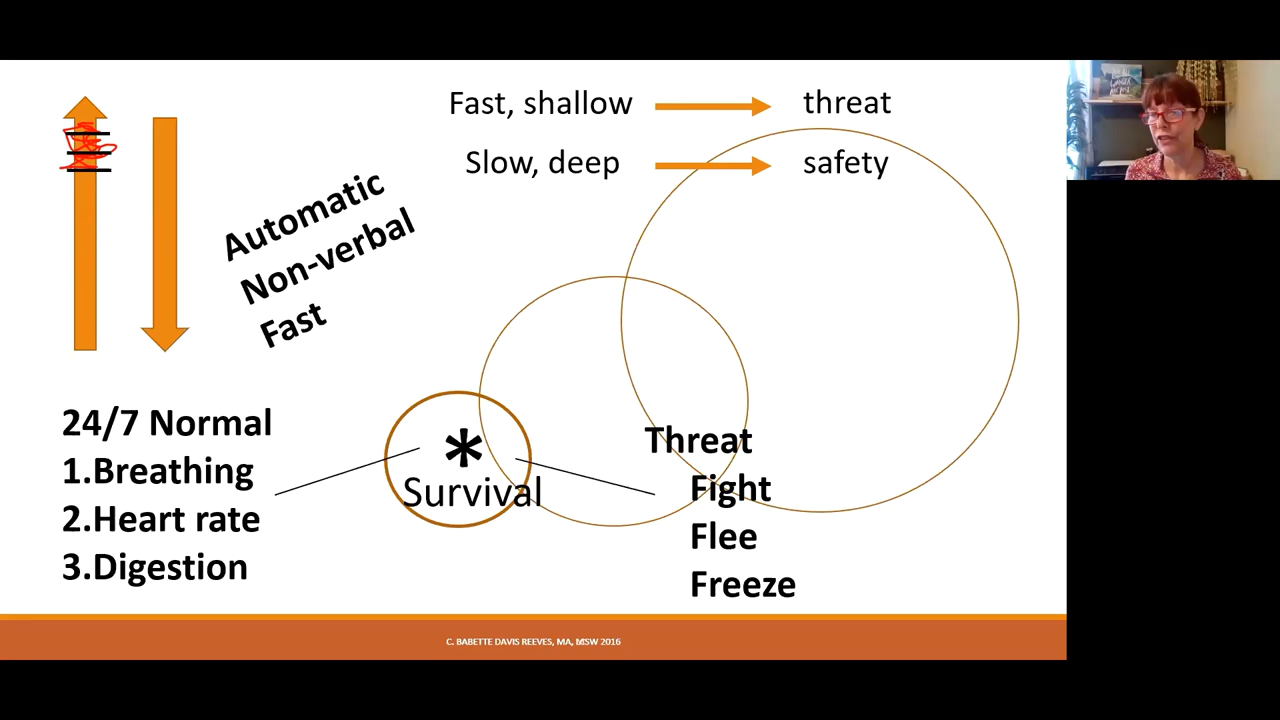 Fast, shallow threat
Slow, deep safety
Automatic
Non-verbal
Fast
24/7 Normal
1.Breathing
2.Heart rate
3.Digestion
*
Survival
Threat
Fight
Flee
Freeze
C. BABETTE DAVIS REEVES, MA, MSW 2016